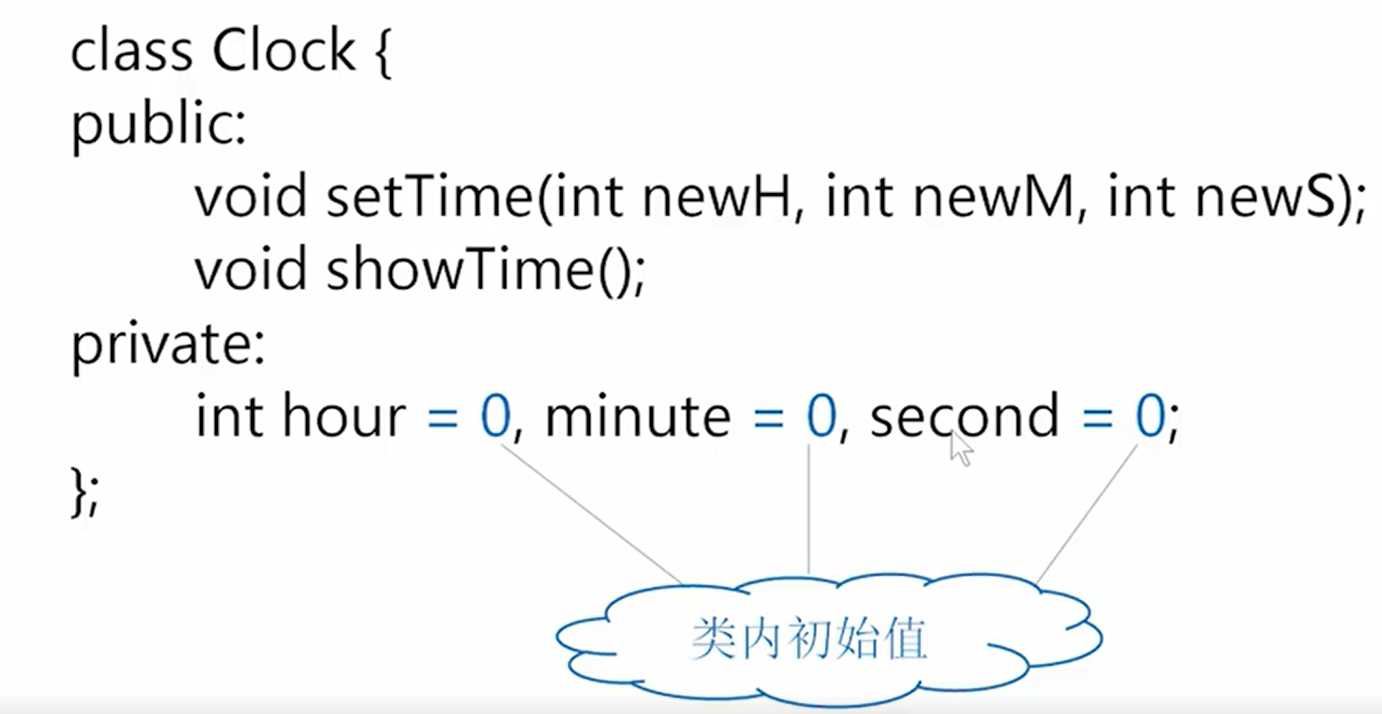 class Clock {
public:
void setTime(int newH, int newM, int newS);
void showTime();
private:
int hour = 0, minute = 0, second = 0;
};
类内初始值